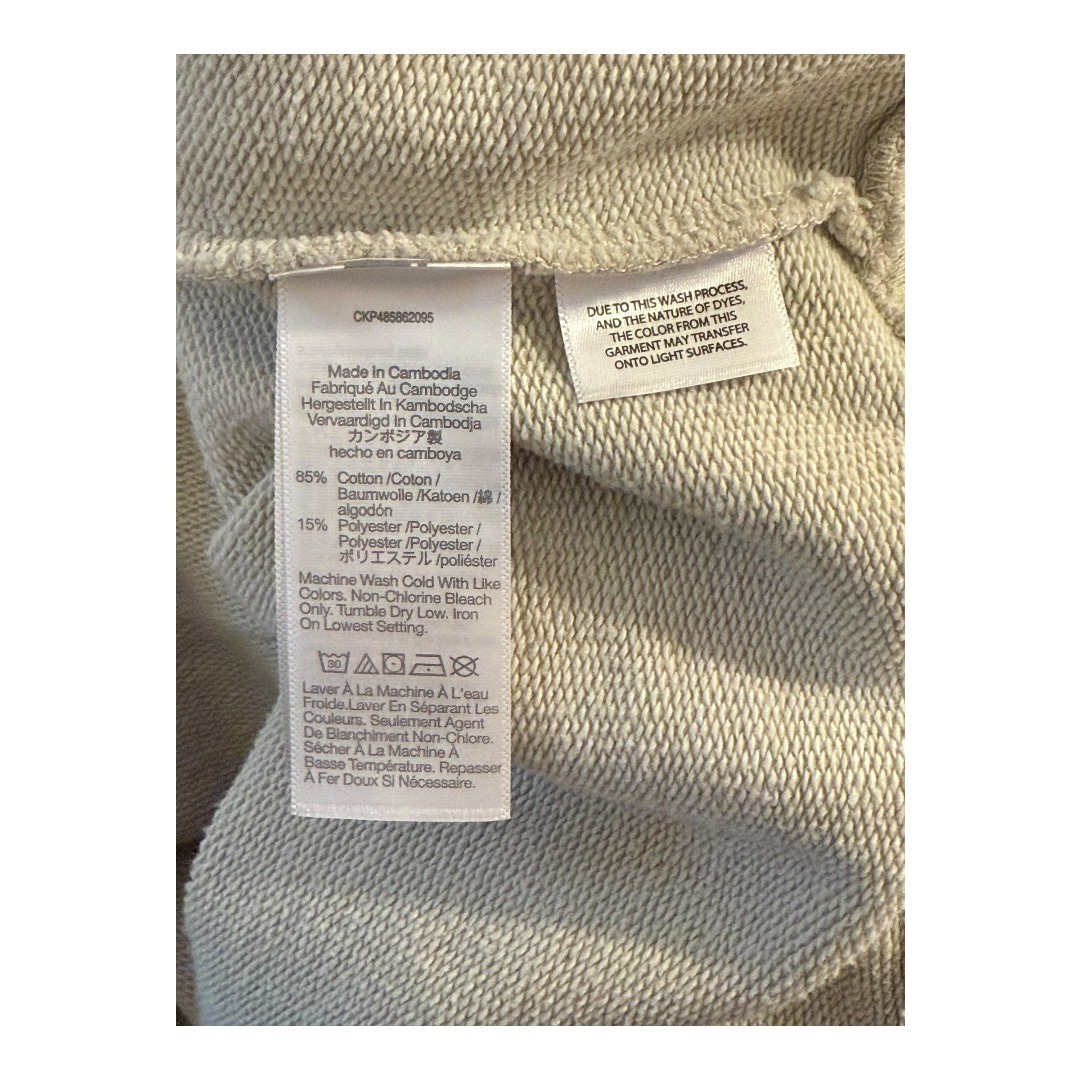 CKP485862095
Made In Cambodia
Fabriqué Au Cambodge
Hergestellt In Kambodscha
Vervaardigd In Cambodja
カンボジア製
hecho en camboya
85% Cotton /Coton /
Baumwolle /Katoen /綿 /
algodón
15% Polyester /Polyester /
Polyester /Polyester /
ポリエステル /poliéster
Machine Wash Cold With Like
Colors. Non-Chlorine Bleach
Only. Tumble Dry Low. Iron
On Lowest Setting.
30
Laver À La Machine À L'eau
Froide.Laver En Séparant Les
Couleurs. Seulement Agent
De Blanchiment Non-Chlore.
Sécher À La Machine À
Basse Température. Repasser
À Fer Doux Si Nécessaire.
DUE TO THIS WASH PROCESS,
AND THE NATURE OF DYES,
THE COLOR FROM THIS
GARMENT MAY TRANSFER
ONTO LIGHT SURFACES.